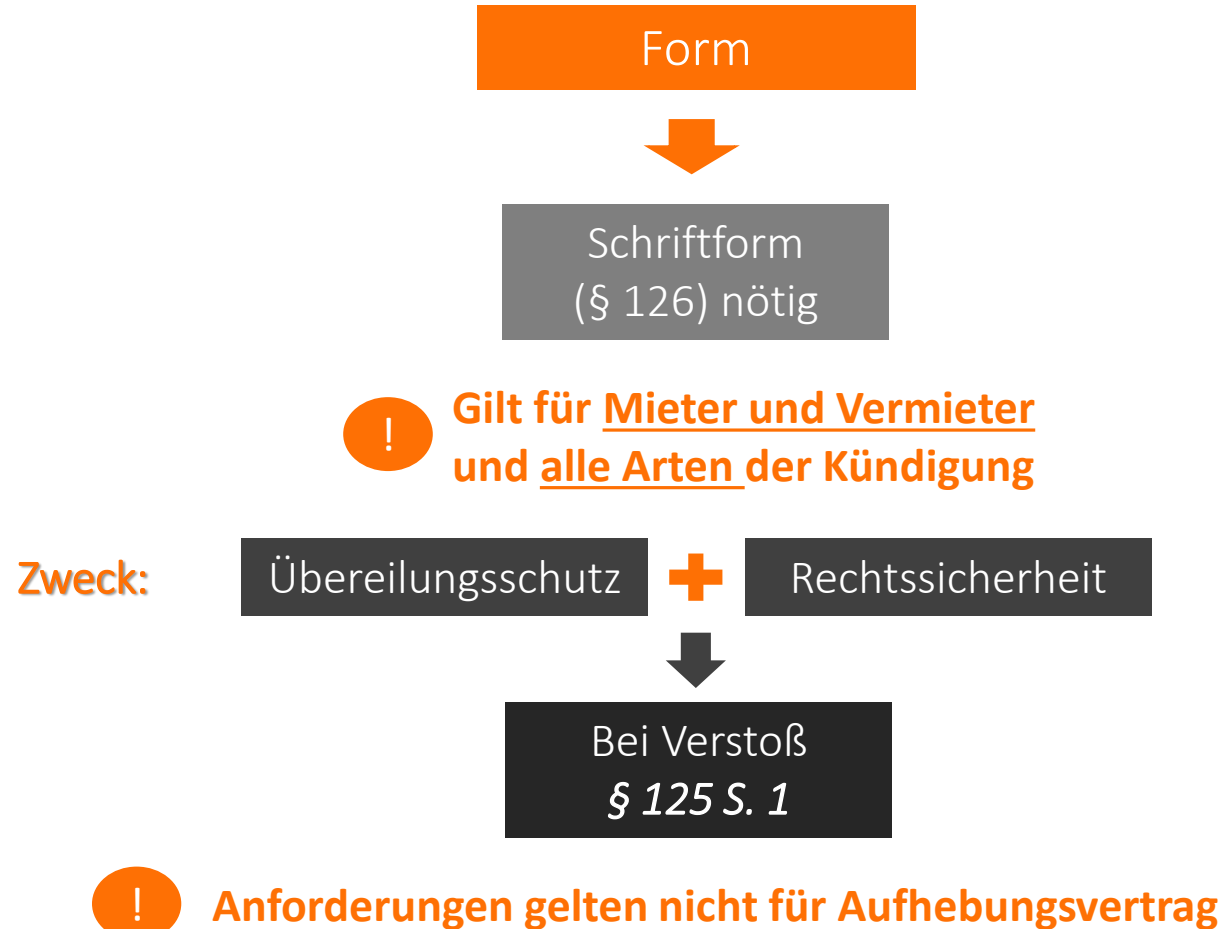 Form
Schriftform
(§ 126) nötig
!
Gilt für Mieter und Vermieter
und alle Arten der Kündigung
Zweck:
Übereilungsschutz
Rechtssicherheit
Bei Verstoß
§ 125 S. 1
!
Anforderungen gelten nicht für Aufhebungsvertrag